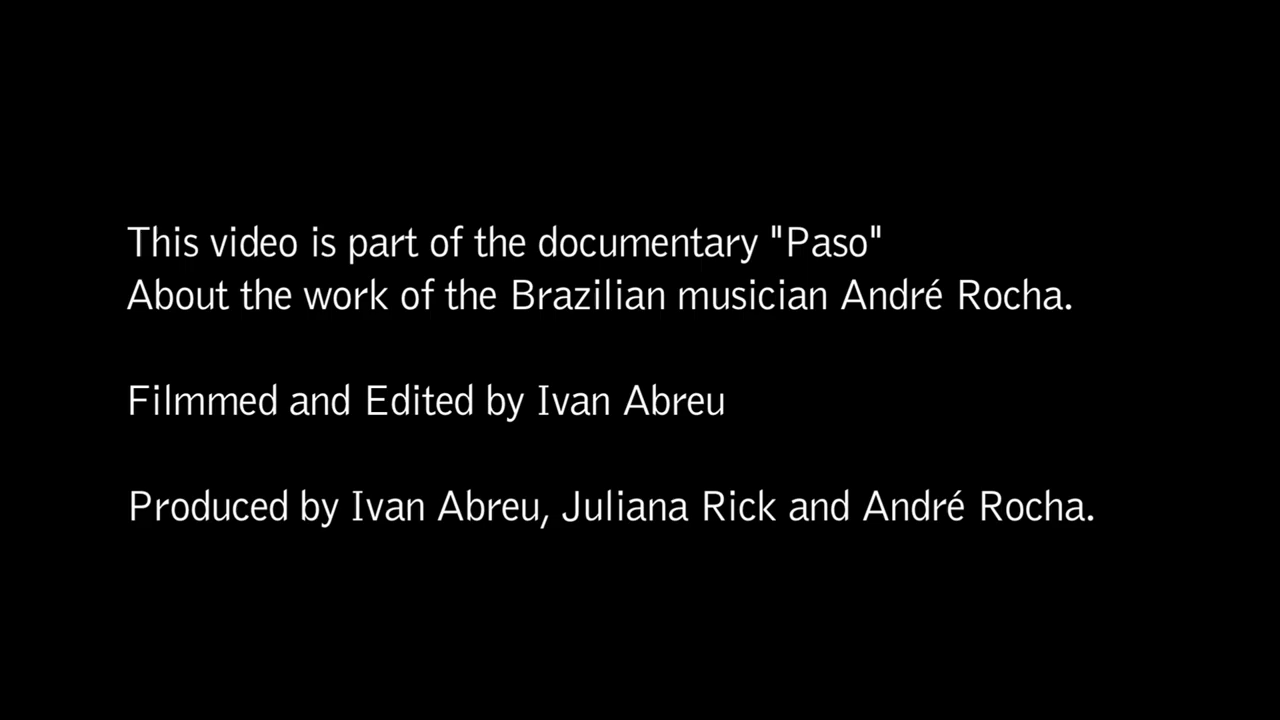 This video is part of the documentary "Paso"
About the work of the Brazilian musician André Rocha.
Filmmed and Edited by Ivan Abreu
Produced by Ivan Abreu, Juliana Rick and André Rocha.